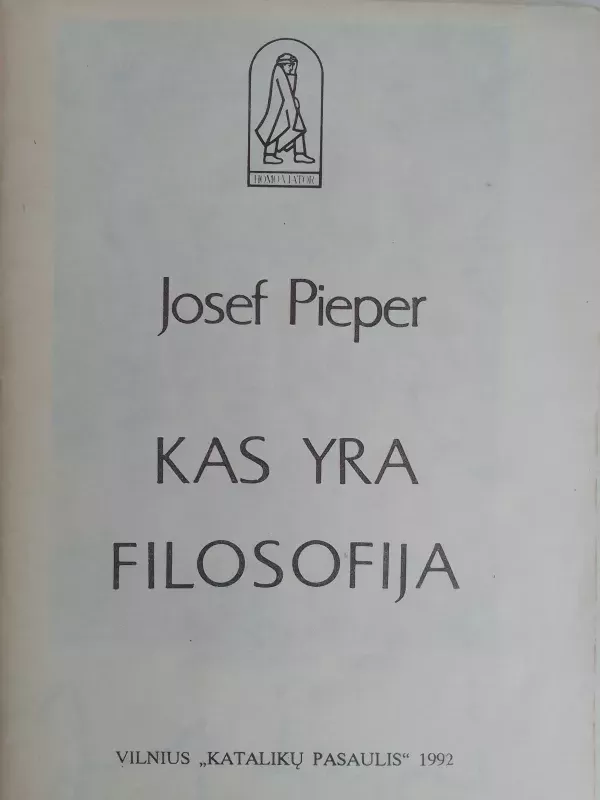 HOMO VIATOR
Josef Pieper
KAS YRA
FILOSOFIJA
VILNIUS „KATALIKŲ PASAULIS“ 1992